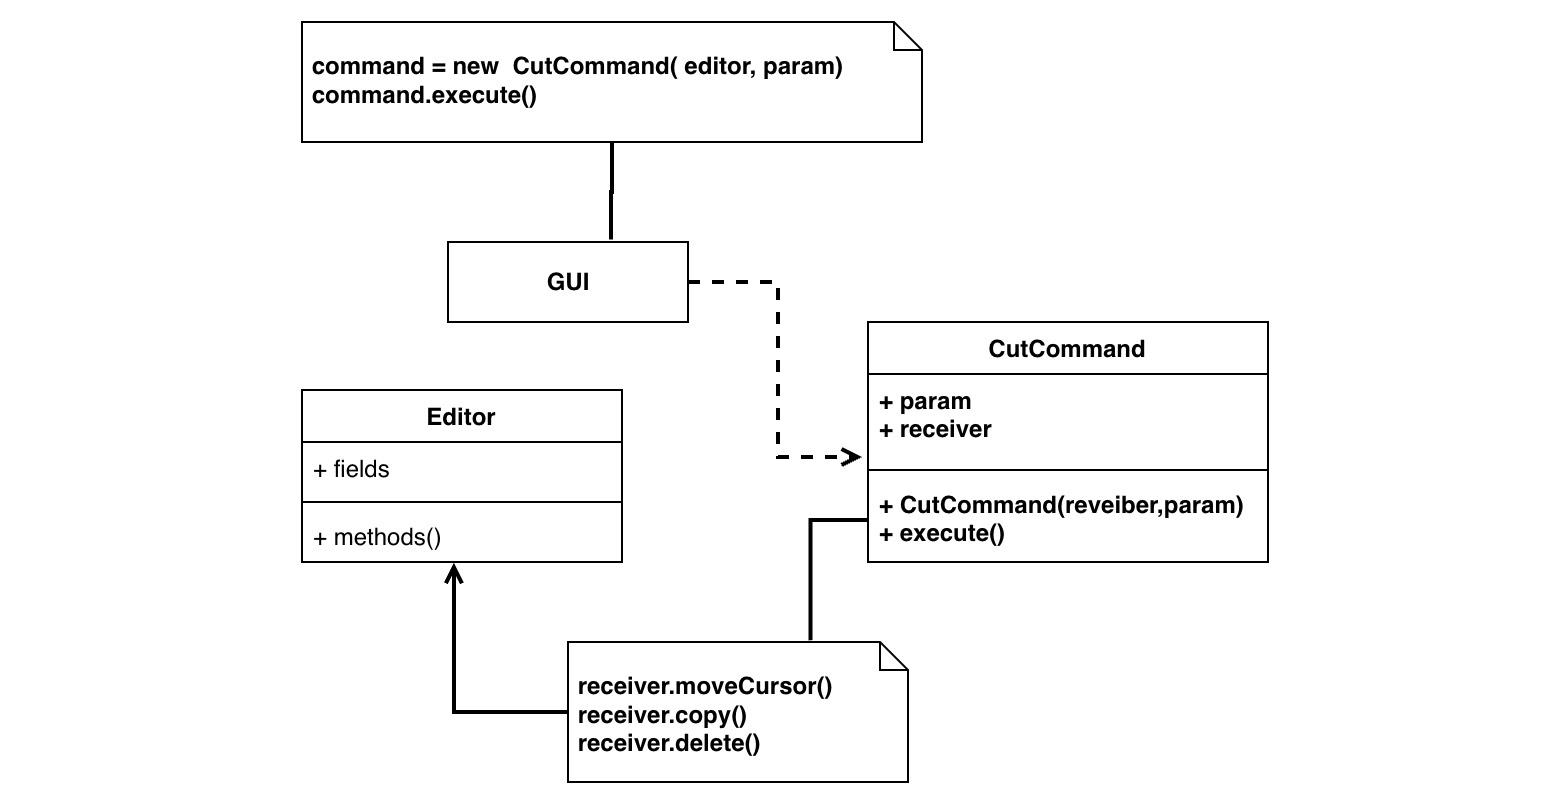 command = new  CutCommand( editor, param)
command.execute()
GUI
CutCommand
+ param
+ receiver
+ CutCommand(reveiber,param)
+ execute()
Editor
+ fields
+ methods()
receiver.moveCursor()
receiver.copy()
receiver.delete()